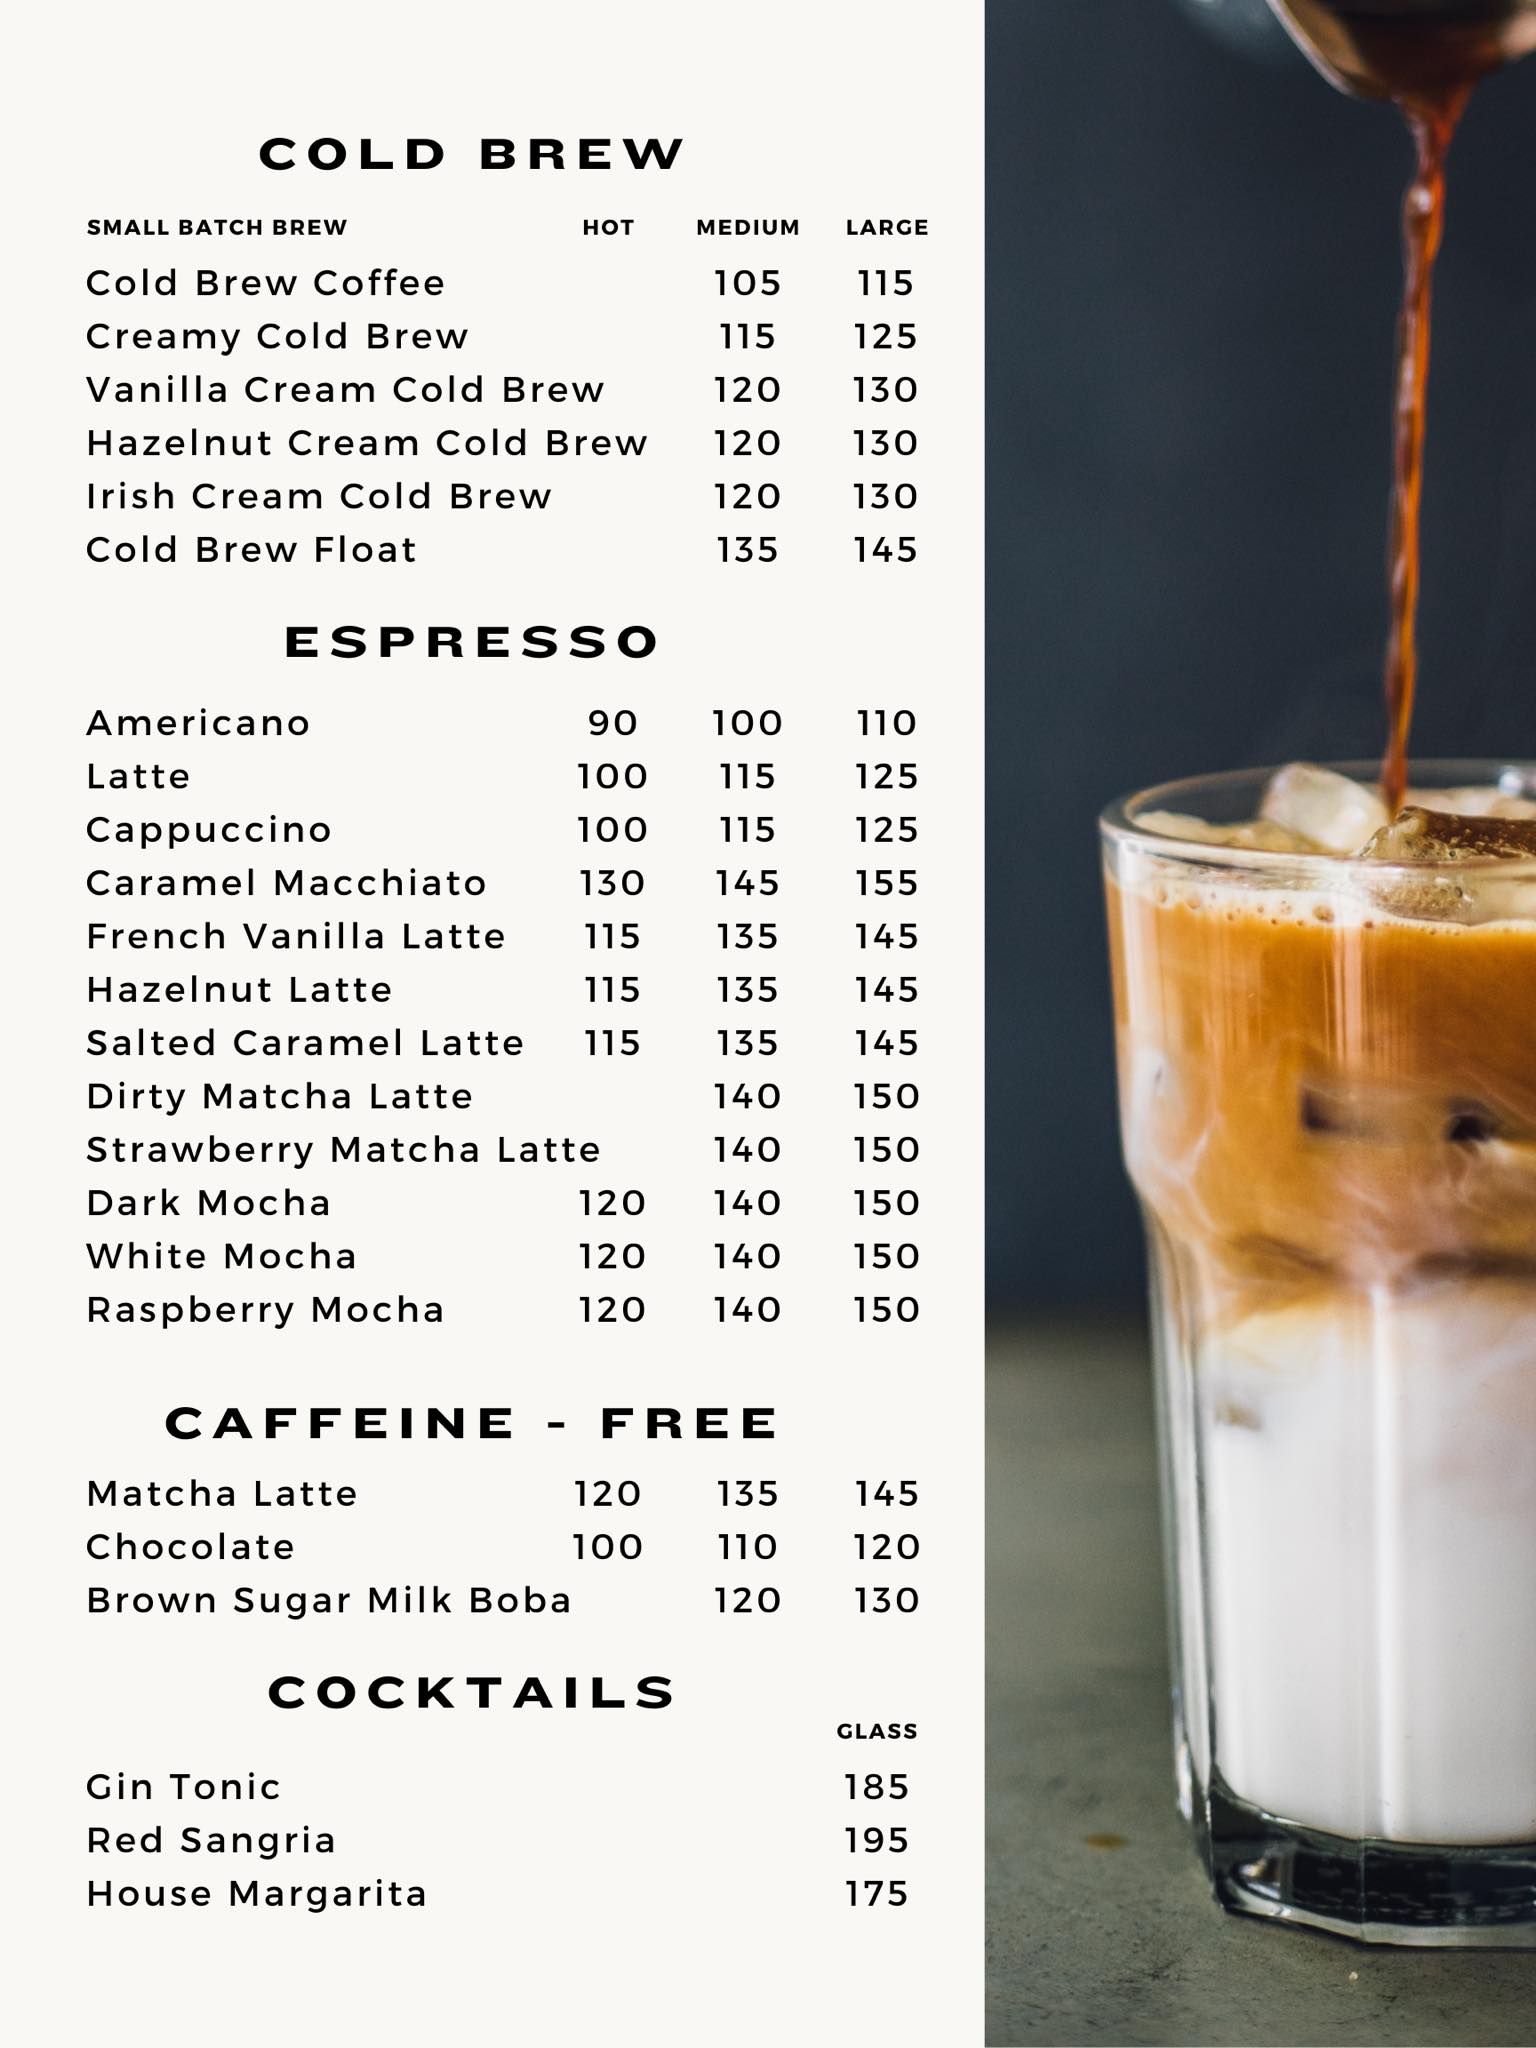 COLD BREW
SMALL BATCH BREW HOT MEDIUM LARGE
Cold Brew Coffee 105 115
Creamy Cold Brew 115 125
Vanilla Cream Cold Brew 120 130
Hazelnut Cream Cold Brew 120 130
Irish Cream Cold Brew 120 130
Cold Brew Float 135 145
ESPRESSO
Americano 90 100 110
Latte 100 115 125
Cappuccino 100 115 125
Caramel Macchiato 130 145 155
French Vanilla Latte 115 135 145
Hazelnut Latte 115 135 145
Salted Caramel Latte 115 135 145
Dirty Matcha Latte 140 150
Strawberry Matcha Latte 140 150
Dark Mocha 120 140 150
White Mocha 120 140 150
Raspberry Mocha 120 140 150
CAFFEINE - FREE
Matcha Latte 120 135 145
Chocolate 100 110 120
Brown Sugar Milk Boba 120 130
COCKTAILS
GLASS
Gin Tonic 185
Red Sangria 195
House Margarita 175